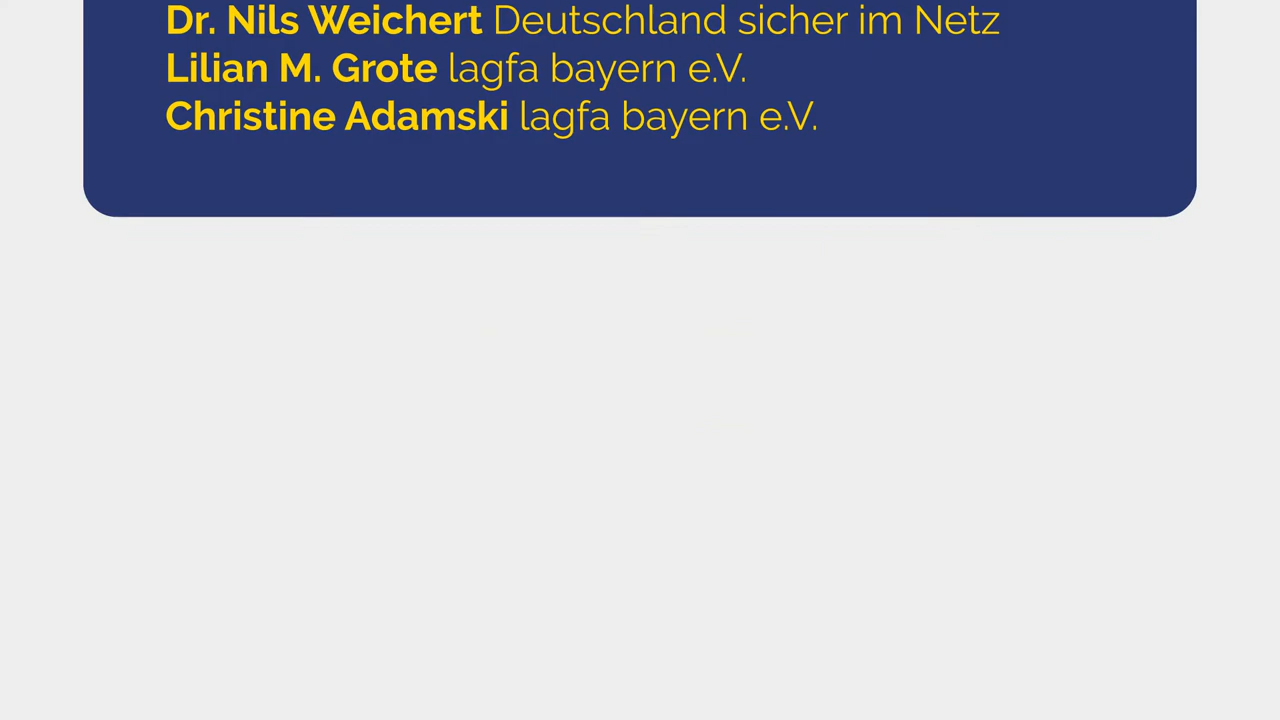 Dr. Nils Weichert Deutschland sicher im Netz
Lilian M. Grote lagfa bayern e.V.
Christine Adamski lagfa bayern e.V.